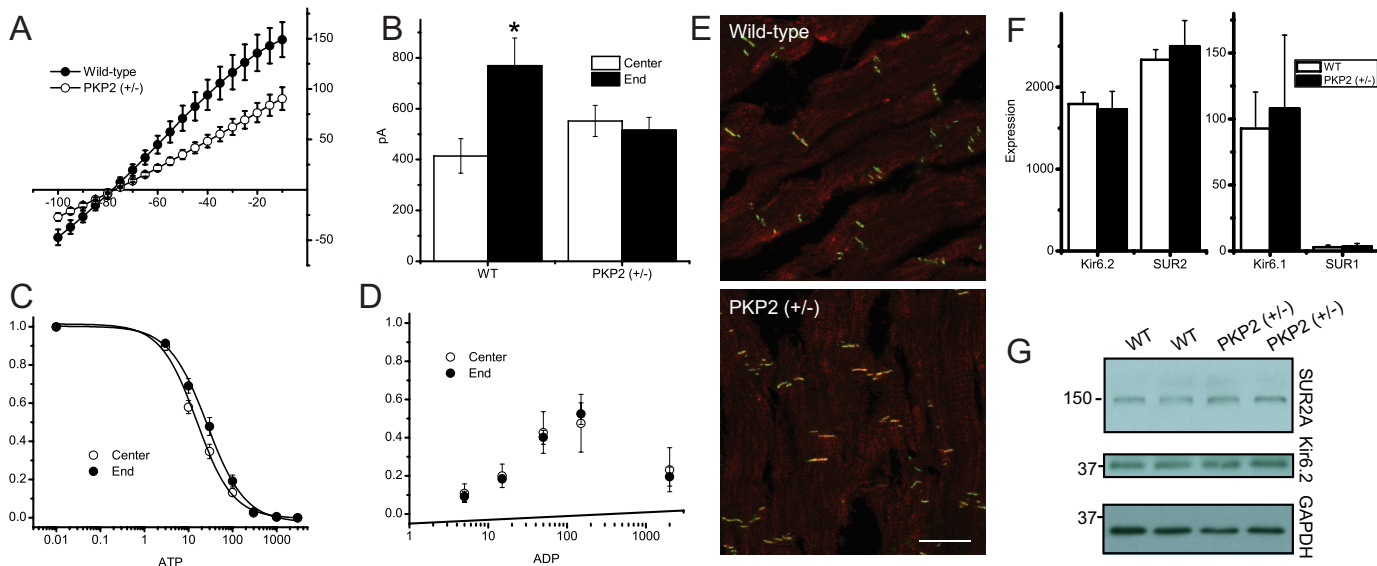 A
Wild-type
PKP2 (+/-)
150
100
50
-50
-100
-80
-60
-40
-20
B
800
600
400
200
0
pA
*
Center
End
WT
PKP2 (+/-)
C
1.0
0.8
0.6
0.4
0.2
0.0
Center
End
0.01
0.1
1
10
100
1000
ATP
D
1.0
0.8
0.6
0.4
0.2
0.0
Center
End
1
10
100
1000
ADP
E
Wild-type
PKP2 (+/-)
F
Expression
2000
1000
0
Kir6.2
SUR2
150
100
50
0
WT
PKP2 (+/-)
Kir6.1
SUR1
G
WT
WT
PKP2 (+/-)
PKP2 (+/-)
150
SUR2A
37
Kir6.2
37
GAPDH